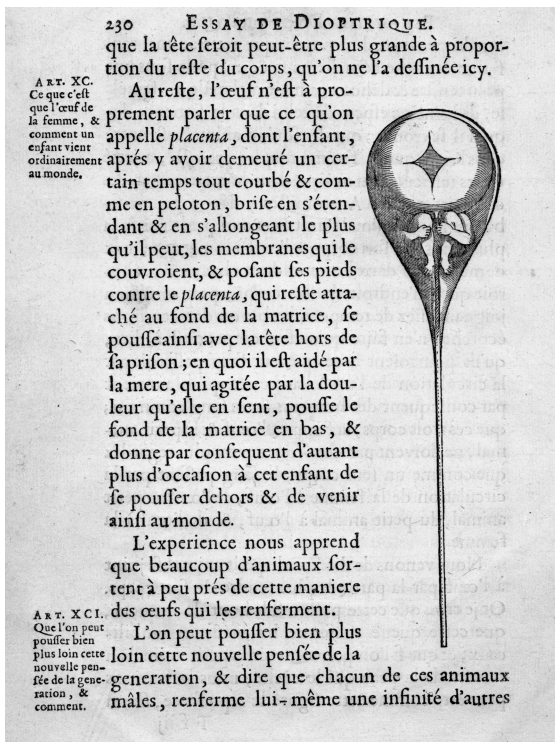 230 ESSAY DE DIOPTRIQUE.
que la tête ſeroit peut-être plus grande à propor-
tion du reſte du corps, qu'on ne l'a deſſinée icy.
ART. XC.
Ce que c'eſt
que l'œuf de
la femme, &
comment un
enfant vient
ordinairement
au monde.
Au reſte, l'œuf n'eſt à pro-
prement parler que ce qu'on
appelle placenta, dont l'enfant,
aprés y avoir demeuré un cer-
tain temps tout courbé & com-
me en peloton, briſe en s'éten-
dant & en s'allongeant le plus
qu'il peut, les membranes qui le
couvroient, & poſant ſes pieds
contre le placenta, qui reſte atta-
ché au fond de la matrice, ſe
pouſſe ainſi avec la tête hors de
ſa priſon; en quoi il eſt aidé par
la mere, qui agitée par la dou-
leur qu'elle en ſent, pouſſe le
fond de la matrice en bas, &
donne par conſequent d'autant
plus d'occaſion à cet enfant de
ſe pouſſer dehors & de venir
ainſi au monde.
L'experience nous apprend
que beaucoup d'animaux ſor-
tent à peu prés de cette maniere
des œufs qui les renferment.
ART. XCI.
Que l'on peut
pouſſer bien
plus loin cette
nouvelle pen-
ſée de la gene-
ration, &
comment.
L'on peut pouſſer bien plus
loin cette nouvelle penſée de la
generation, & dire que chacun de ces animaux
mâles, renferme lui-même une infinité d'autres